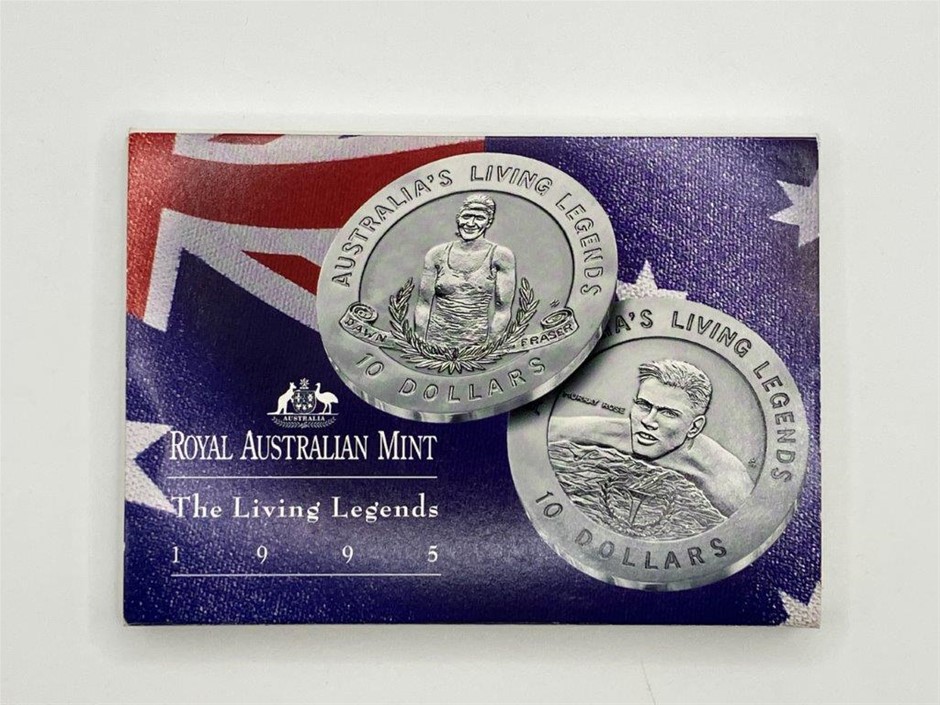 AUSTRALIA'S LIVING LEGENDS
DAWN FRASER
10 DOLLARS
A'S LIVING LEGENDS
MURRAY ROSE
10 DOLLARS
AUSTRALIA
ROYAL AUSTRALIAN MINT
The Living Legends
1 9 9 5